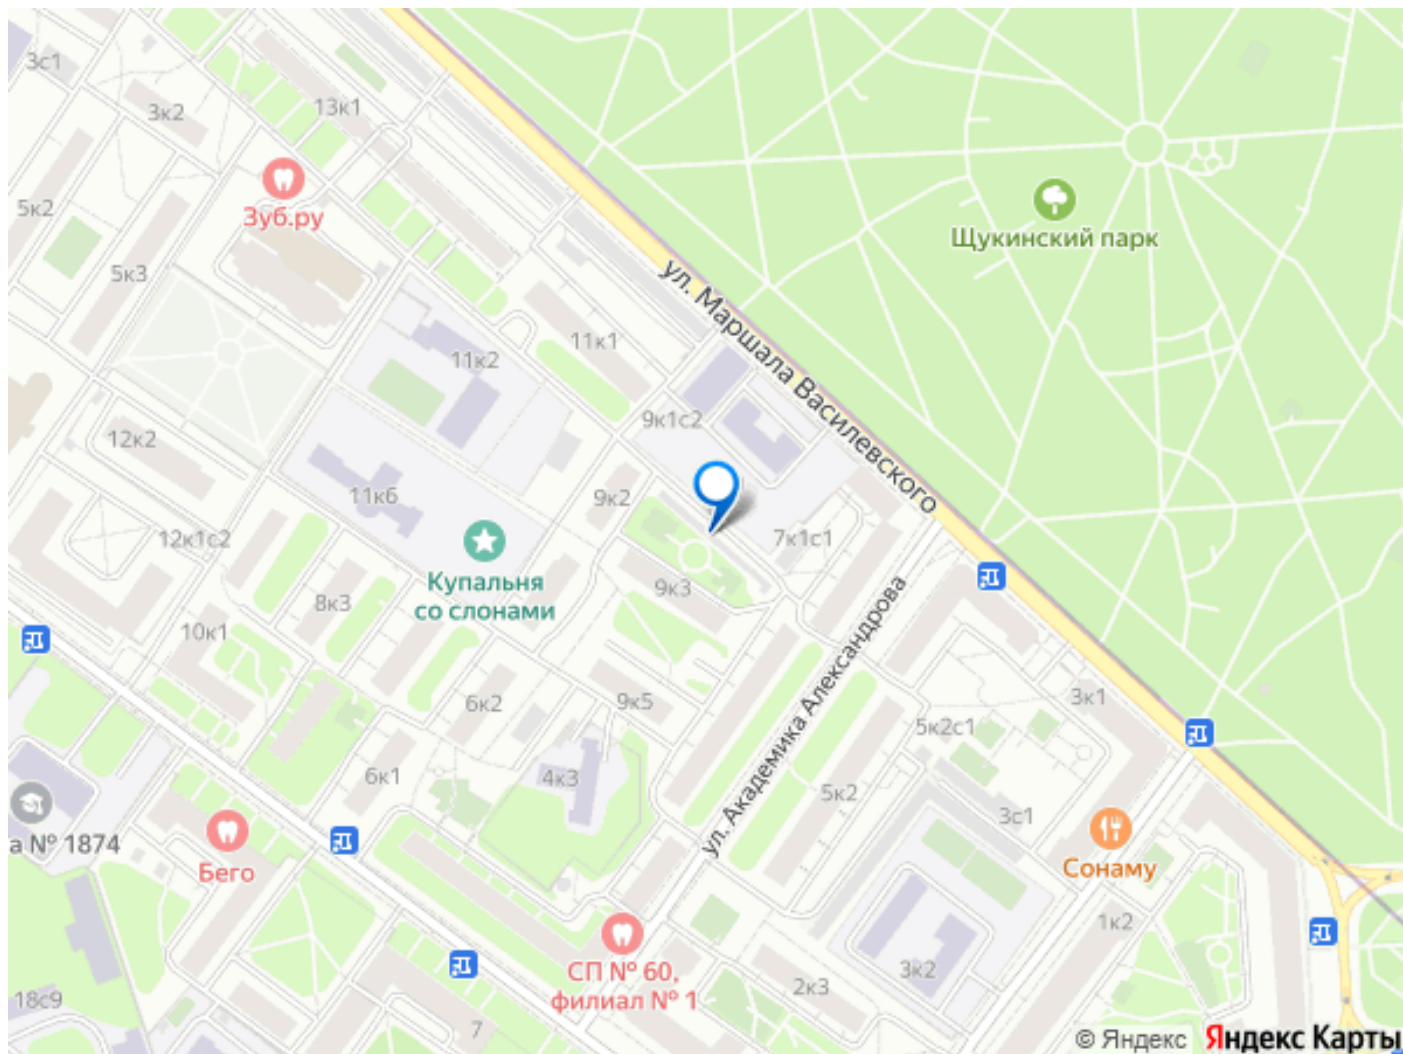 3с1
3к2
13к1
5к2
Зуб.ру
5к3
Щукинский парк
ул. Маршала Василевского
11к1
11к2
9к1с2
12к2
11к6
9к2
12к1с2
7к1с1
Купальня
со слонами
9к3
8к3
10к1
ул. Академика Александрова
6к2
9к5
3к1
5к2с1
6к1
4к3
5к2
3с1
а № 1874
Бего
Сонаму
1к2
СП № 60,
филиал № 1
3к2
2к3
18с9
7
© Яндекс Яндекс Карты